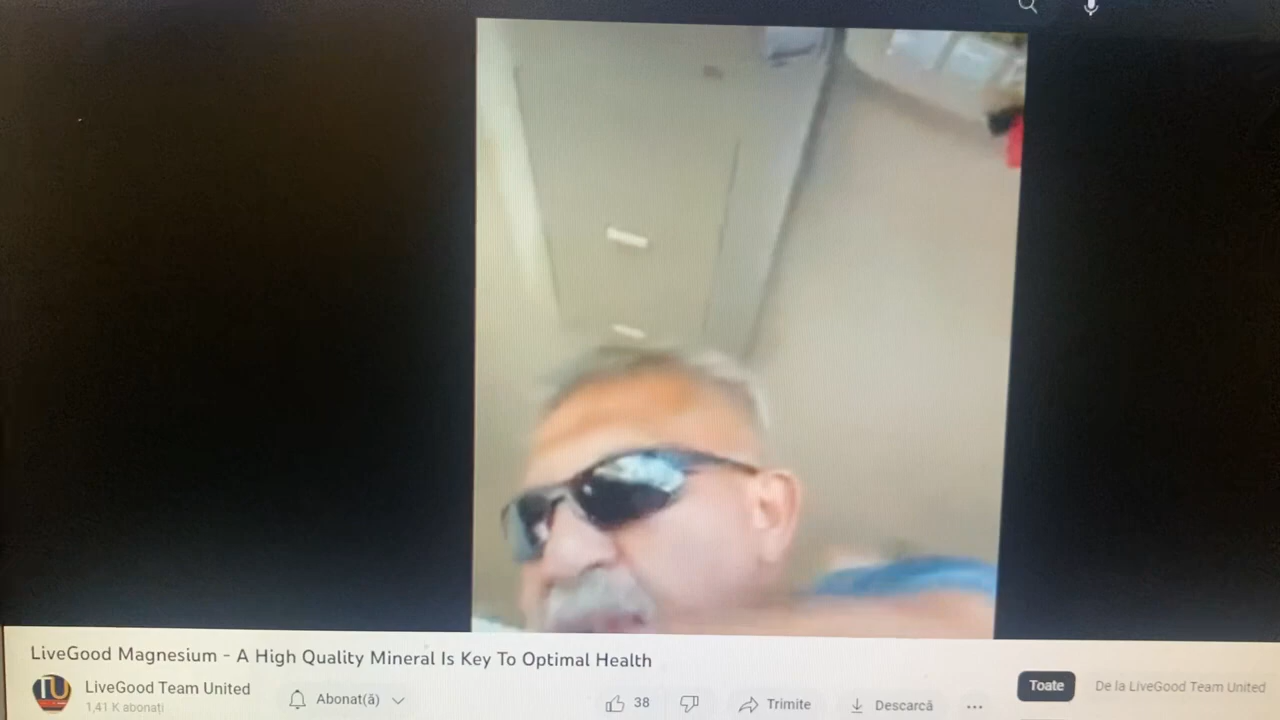 LiveGood Magnesium - A High Quality Mineral Is Key To Optimal Health
TU
LiveGood Team United
1,41 K abonați
Abonat(ă)
38
Trimite
Descarcă
...
Toate
De la LiveGood Team United